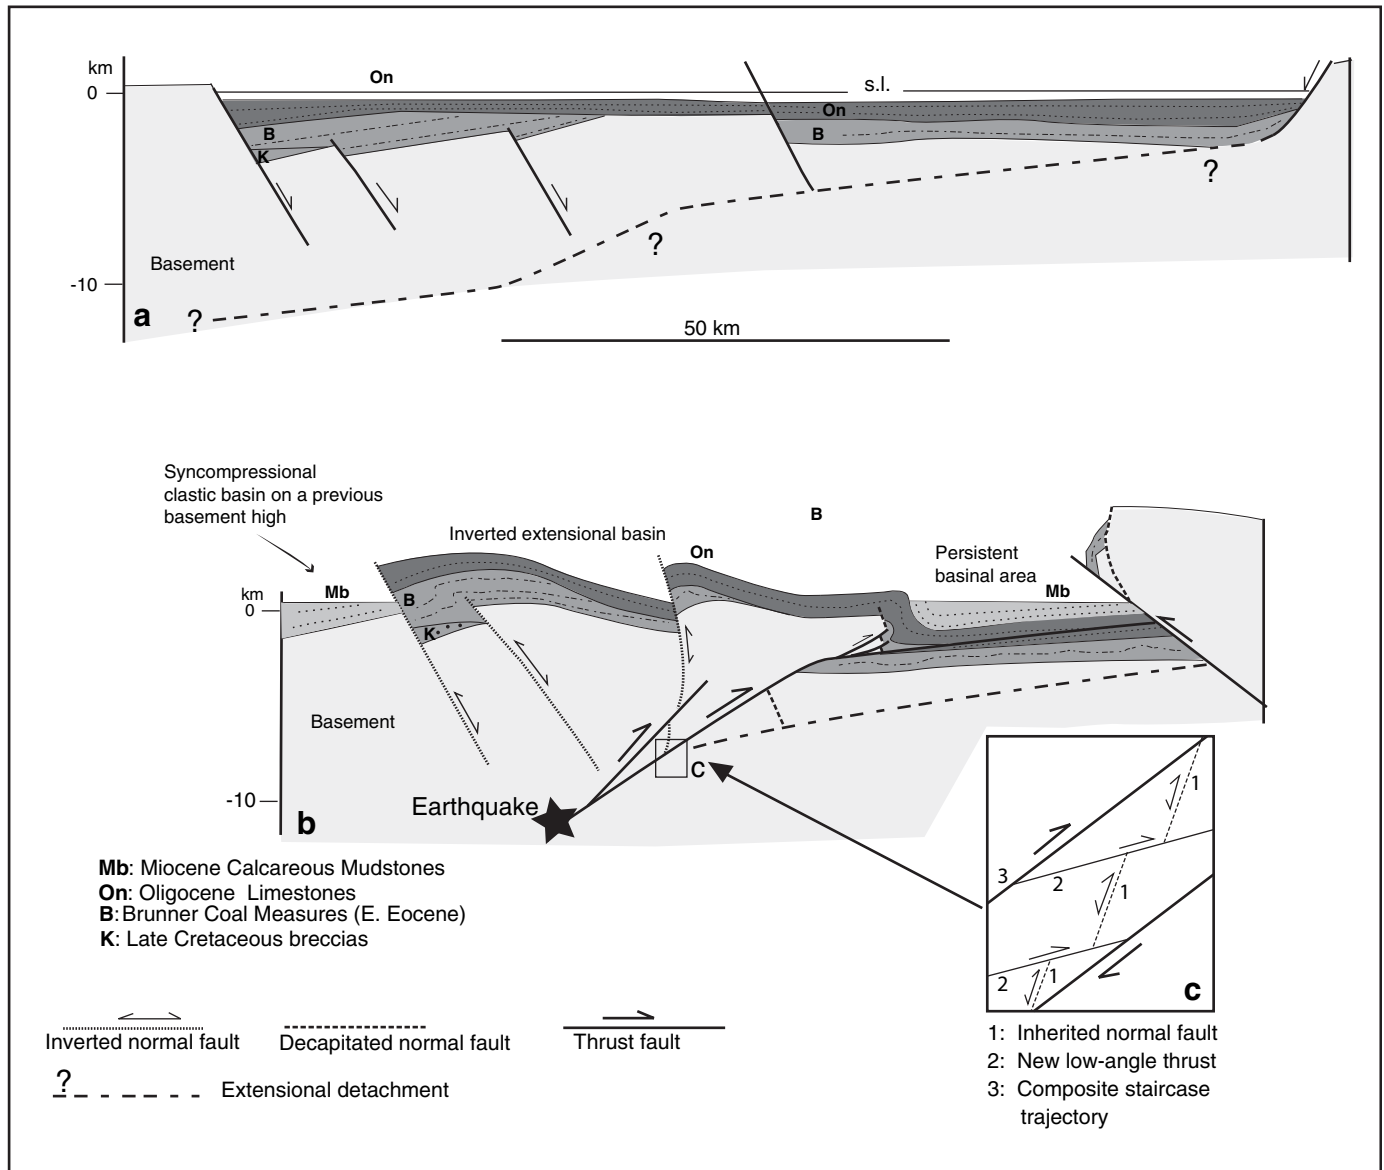 km
0
On
s.l.
On
B
B
K
?
?
Basement
-10
?
a
50 km
Syncompressional
clastic basin on a previous
basement high
B
Inverted extensional basin
On
Persistent
basinal area
km
Mb
Mb
0
B
K
Basement
C
-10
Earthquake
b
1
3
2
1
2
1
c
Mb: Miocene Calcareous Mudstones
On: Oligocene Limestones
B: Brunner Coal Measures (E. Eocene)
K: Late Cretaceous breccias
1: Inherited normal fault
2: New low-angle thrust
3: Composite staircase
trajectory
Inverted normal fault
Decapitated normal fault
Thrust fault
?
Extensional detachment